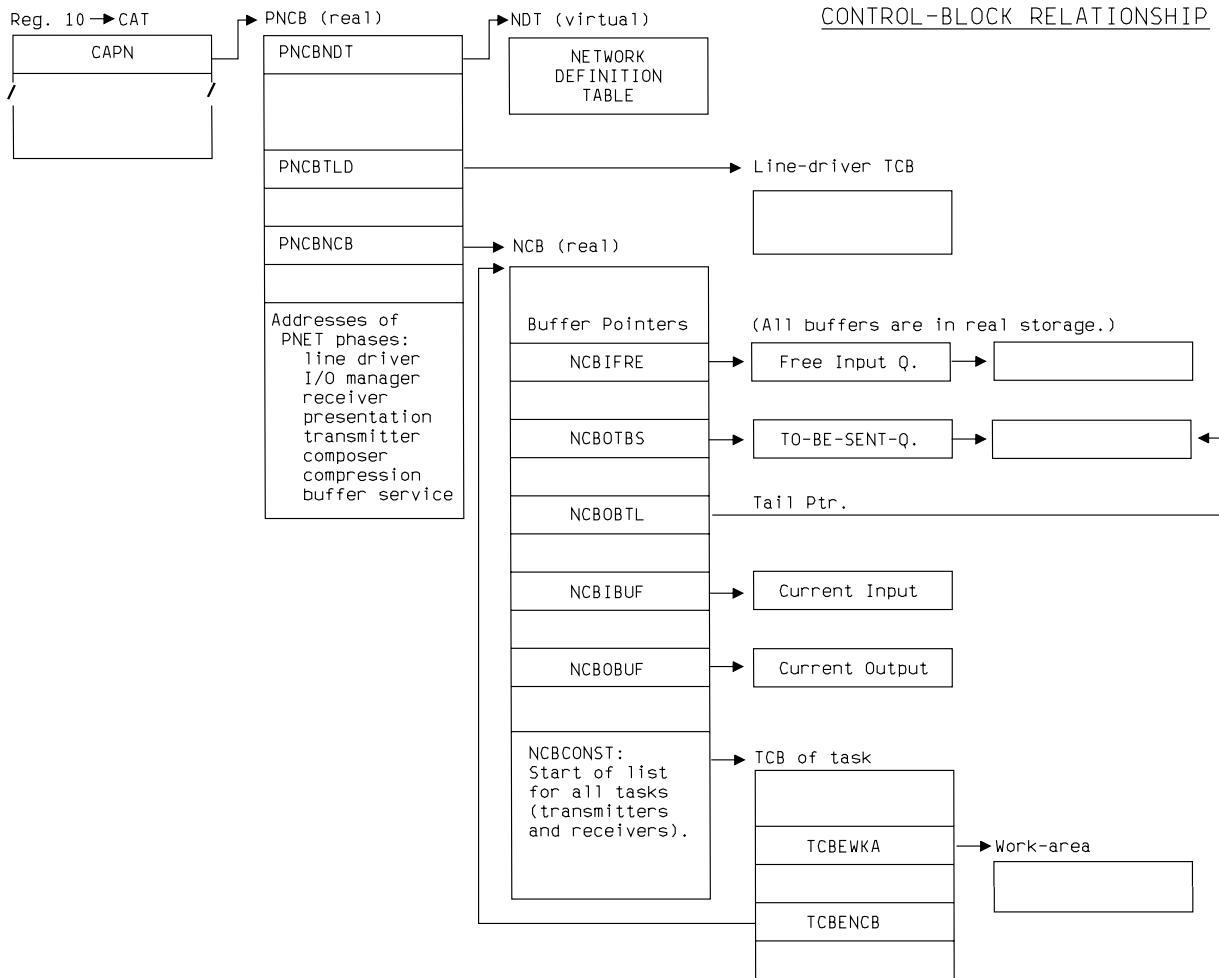 CONTROL-BLOCK RELATIONSHIP
Reg. 10 CAT
CAPN
PNCB (real)
PNCBNDT
PNCBTLD
PNCBNCB
Addresses of
PNET phases:
line driver
I/O manager
receiver
presentation
transmitter
composer
compression
buffer service
NDT (virtual)
NETWORK
DEFINITION
TABLE
Line-driver TCB
NCB (real)
Buffer Pointers
(All buffers are in real storage.)
NCBIFRE
Free Input Q.
NCBOTBS
TO-BE-SENT-Q.
NCBOBTL
Tail Ptr.
NCBIBUF
Current Input
NCBOBUF
Current Output
NCBCONST:
Start of list
for all tasks
(transmitters
and receivers).
TCB of task
TCBEWKA
Work-area
TCBENCB